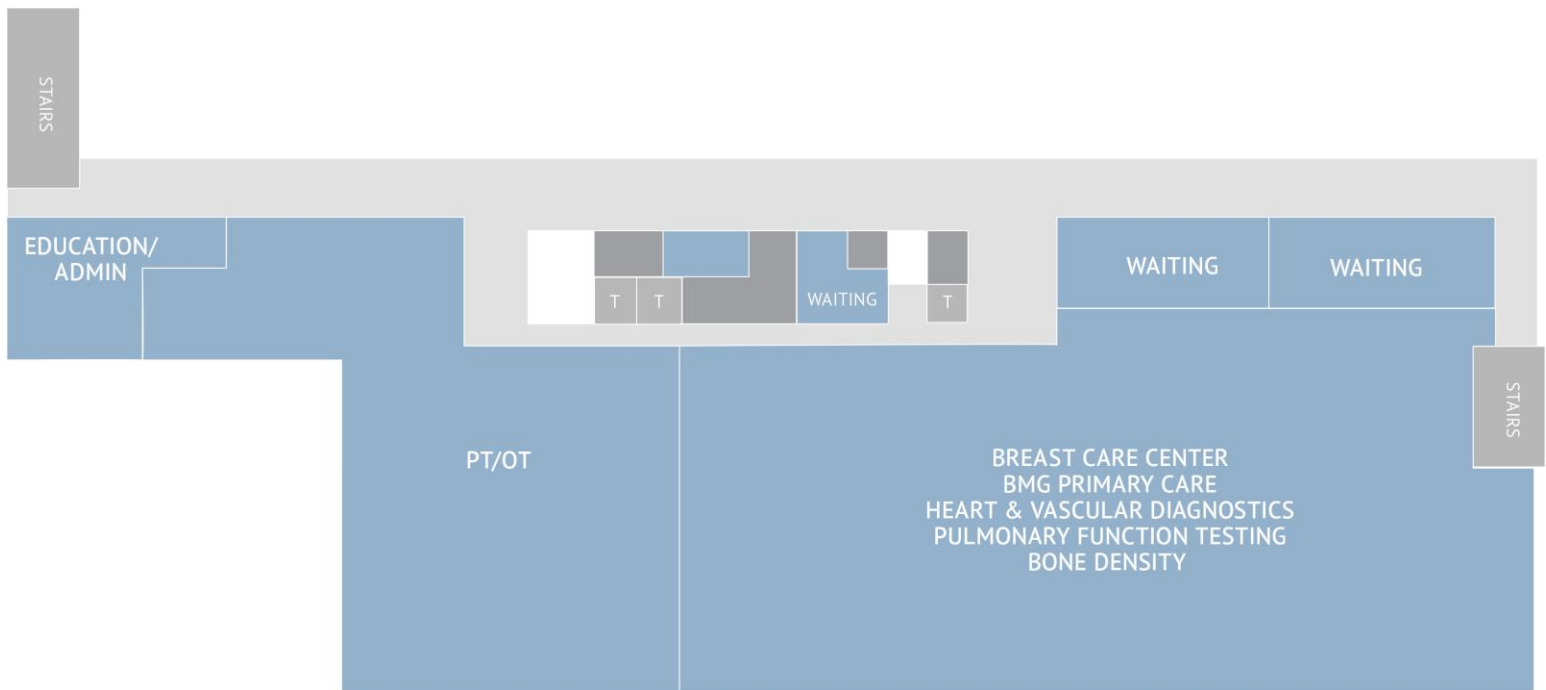 STAIRS
EDUCATION/
ADMIN
T
T
WAITING
T
WAITING
WAITING
STAIRS
PT/OT
BREAST CARE CENTER
BMG PRIMARY CARE
HEART & VASCULAR DIAGNOSTICS
PULMONARY FUNCTION TESTING
BONE DENSITY